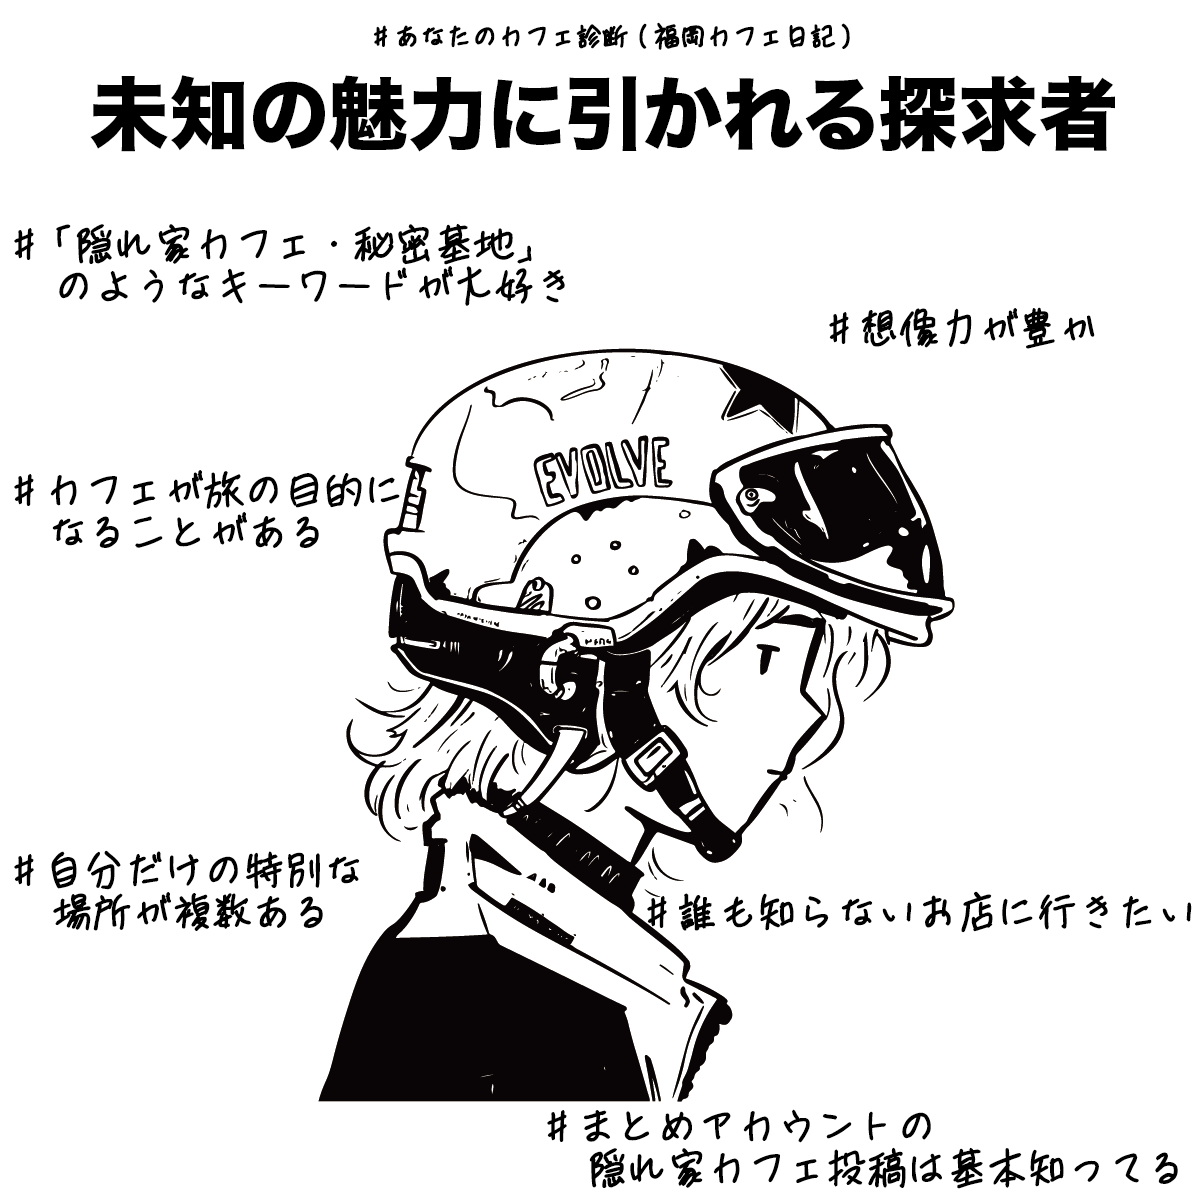 #あなたのカフェ診断(福岡カフェ日記)
未知の魅力に引かれる探求者
#「隠れ家カフェ・秘密基地」
のようなキーワードが大好き
#想像力が豊か
EVOLVE
#カフェが旅の目的に
なることがある
#自分だけの特別な
場所が複数ある
#誰も知らないお店に行きたい
#まとめアカウントの
隠れ家カフェ投稿は基本知ってる